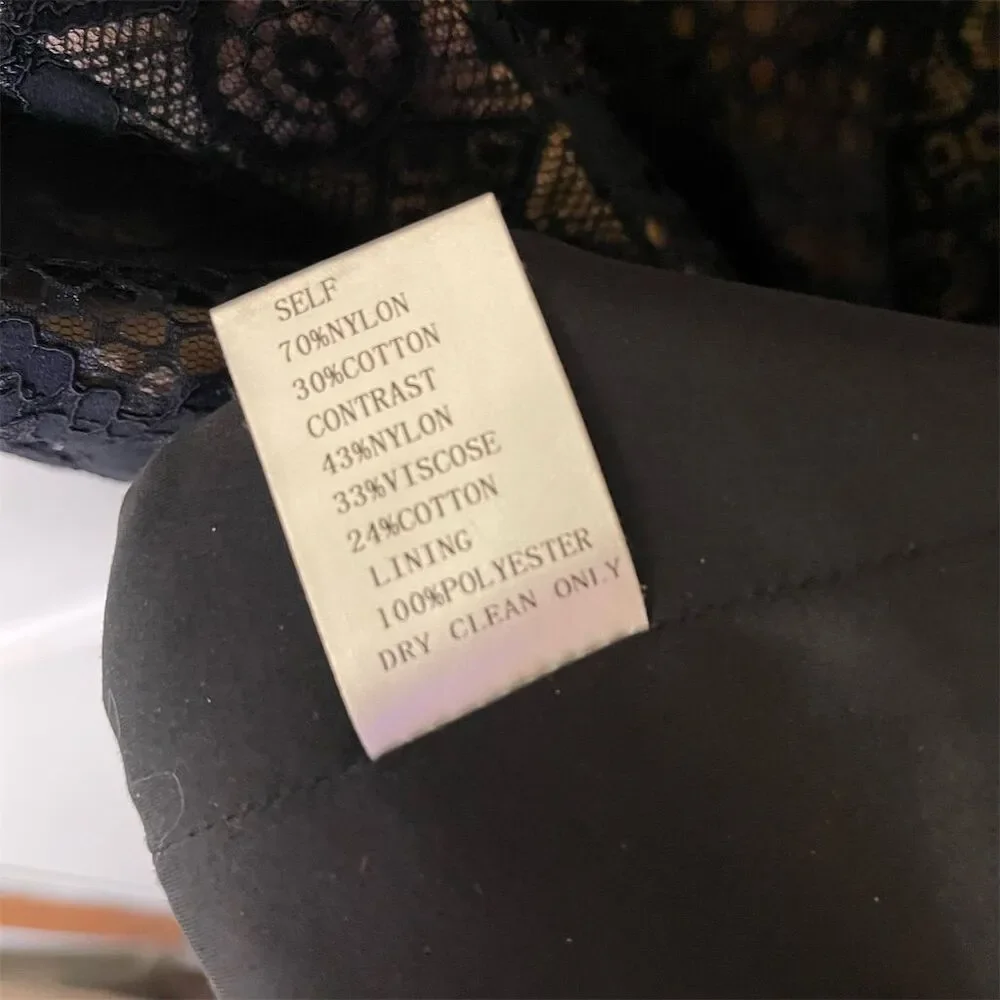 SELF
70%NYLON
30%COTTON
CONTRAST
43%NYLON
33%VISCOSE
24%COTTON
LINING
100%POLYESTER
DRY CLEAN ONLY